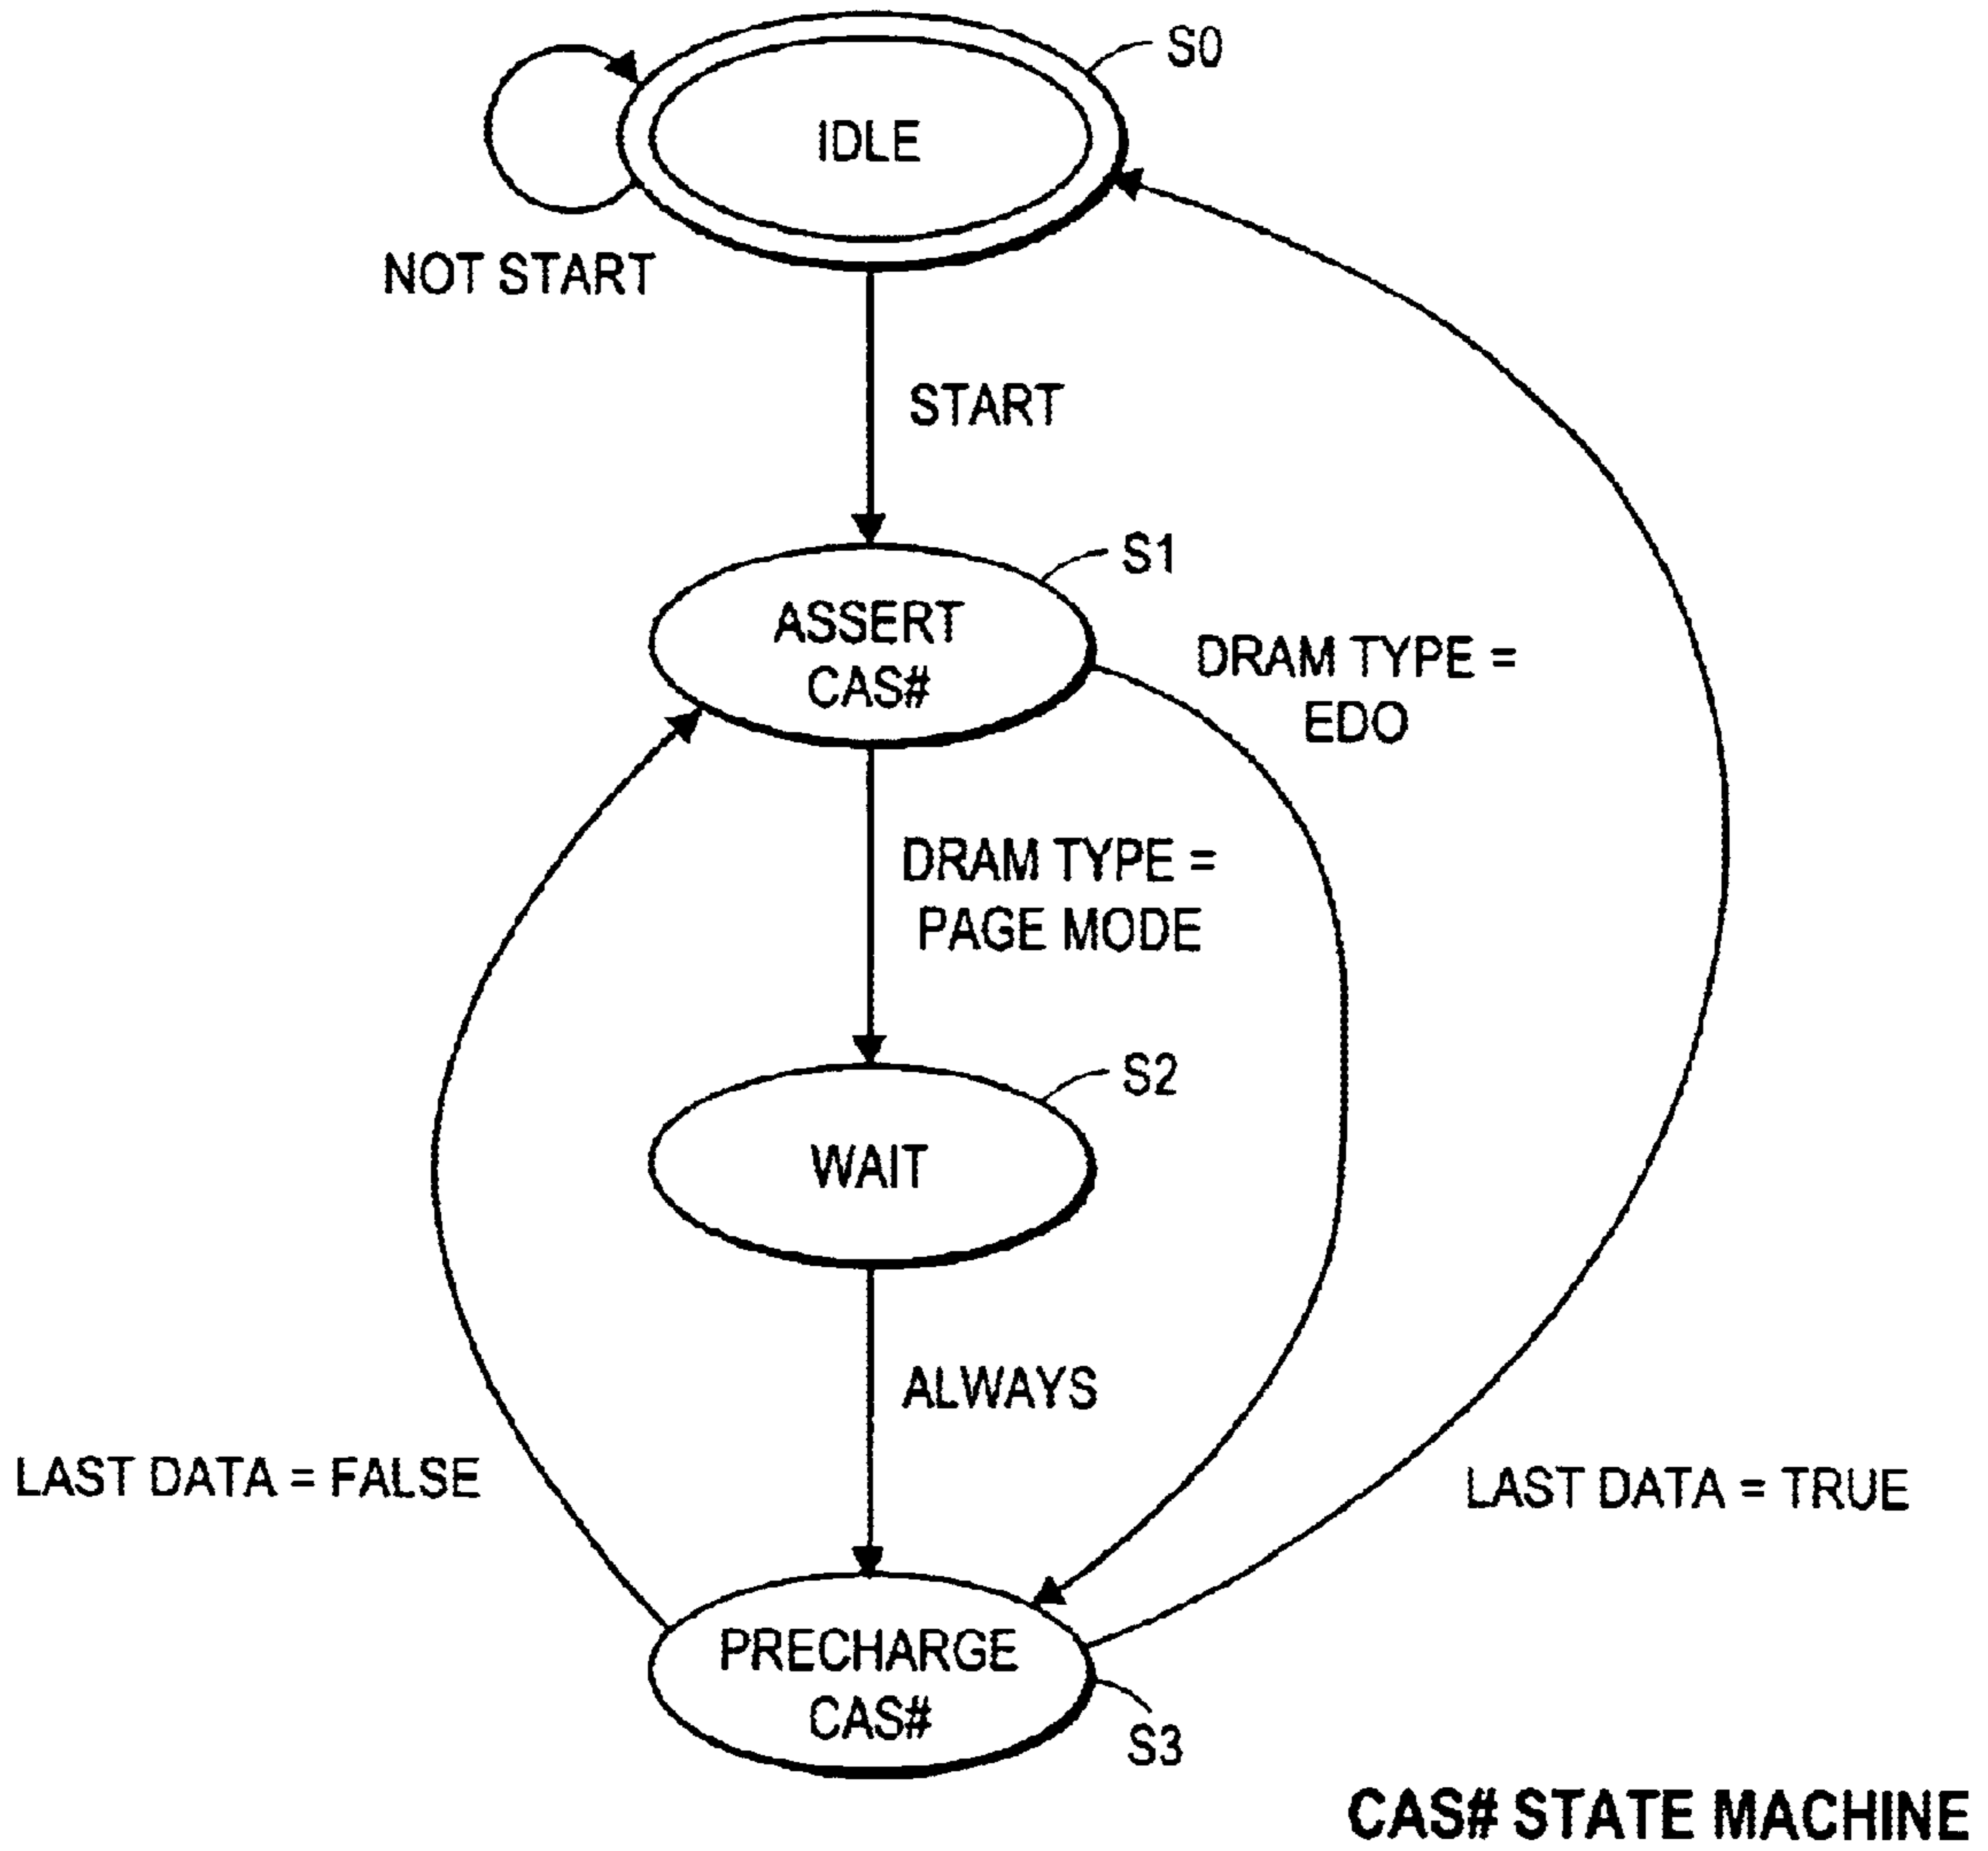 S0
IDLE
NOT START
START
S1
ASSERT
CAS#
DRAM TYPE =
EDO
DRAM TYPE =
PAGE MODE
S2
WAIT
ALWAYS
LAST DATA = FALSE
LAST DATA = TRUE
PRECHARGE
CAS#
S3
CAS# STATE MACHINE